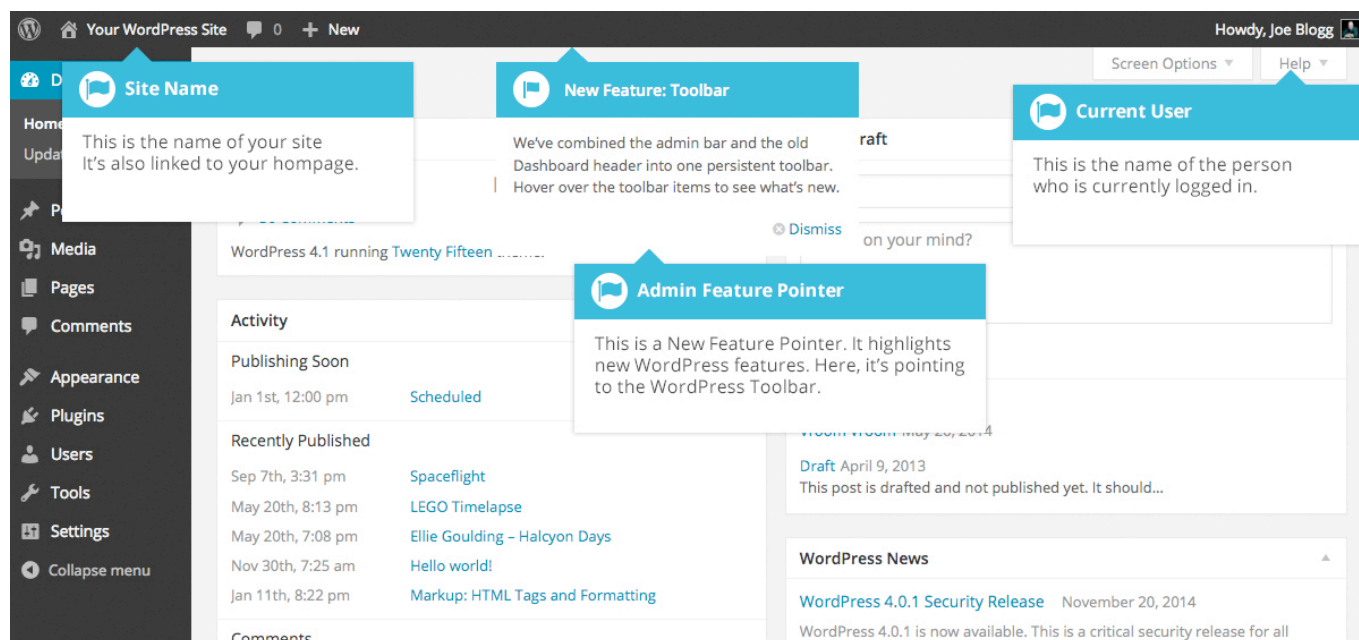 Your WordPress Site 0 + New Howdy, Joe Blogg
Screen Options Help
D
Site Name
This is the name of your site
It's also linked to your hompage.
New Feature: Toolbar
We've combined the admin bar and the old
Dashboard header into one persistent toolbar.
Hover over the toolbar items to see what's new.
Dismiss
Current User
This is the name of the person
who is currently logged in.
Home
Updat
P
Media
Pages
Comments
Appearance
Plugins
Users
Tools
Settings
Collapse menu
WordPress 4.1 running Twenty Fifteen
raft
on your mind?
Admin Feature Pointer
This is a New Feature Pointer. It highlights
new WordPress features. Here, it's pointing
to the WordPress Toolbar.
Activity
Publishing Soon
Jan 1st, 12:00 pm Scheduled
Recently Published
Sep 7th, 3:31 pm Spaceflight
May 20th, 8:13 pm LEGO Timelapse
May 20th, 7:08 pm Ellie Goulding – Halcyon Days
Nov 30th, 7:25 am Hello world!
Jan 11th, 8:22 pm Markup: HTML Tags and Formatting
Comments
Draft April 9, 2013
This post is drafted and not published yet. It should...
WordPress News
WordPress 4.0.1 Security Release November 20, 2014
WordPress 4.0.1 is now available. This is a critical security release for all